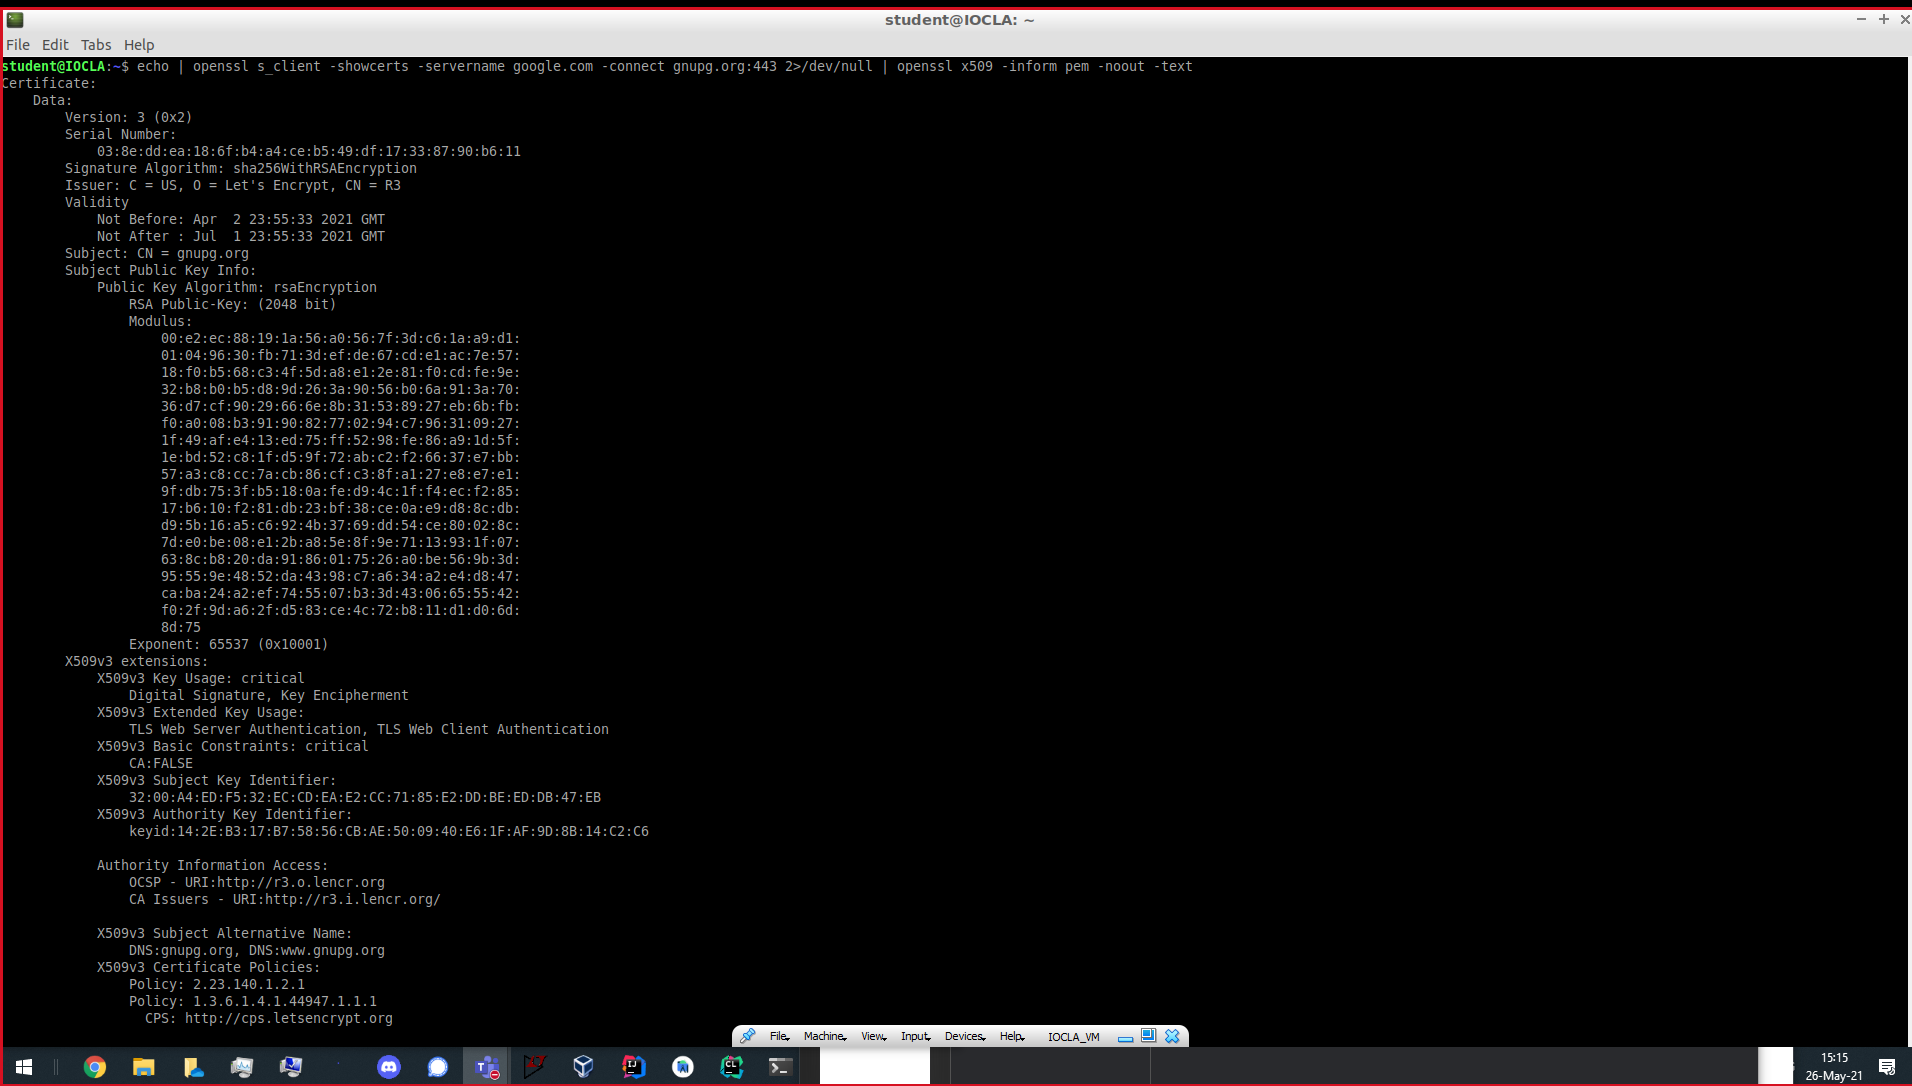 student@IOCLA: ~
File Edit Tabs Help
student@IOCLA:~$ echo | openssl s_client -showcerts -servername google.com -connect gnupg.org:443 2>/dev/null | openssl x509 -inform pem -noout -text
Certificate:
    Data:
        Version: 3 (0x2)
        Serial Number:
            03:8e:dd:ea:18:6f:b4:a4:ce:b5:49:df:17:33:87:90:b6:11
        Signature Algorithm: sha256WithRSAEncryption
        Issuer: C = US, O = Let's Encrypt, CN = R3
        Validity
            Not Before: Apr  2 23:55:33 2021 GMT
            Not After : Jul  1 23:55:33 2021 GMT
        Subject: CN = gnupg.org
        Subject Public Key Info:
            Public Key Algorithm: rsaEncryption
                RSA Public-Key: (2048 bit)
                Modulus:
                    00:e2:ec:88:19:1a:56:a0:56:7f:3d:c6:1a:a9:d1:
                    01:04:96:30:fb:71:3d:ef:de:67:cd:e1:ac:7e:57:
                    18:f0:b5:68:c3:4f:5d:a8:e1:2e:81:f0:cd:fe:9e:
                    32:b8:b0:b5:d8:9d:26:3a:90:56:b0:6a:91:3a:70:
                    36:d7:cf:90:29:66:6e:8b:31:53:89:27:eb:6b:fb:
                    f0:a0:08:b3:91:90:82:77:02:94:c7:96:31:09:27:
                    1f:49:af:e4:13:ed:75:ff:52:98:fe:86:a9:1d:5f:
                    1e:bd:52:c8:1f:d5:9f:72:ab:c2:f2:66:37:e7:bb:
                    57:a3:c8:cc:7a:cb:86:cf:c3:8f:a1:27:e8:e7:e1:
                    9f:db:75:3f:b5:18:0a:fe:d9:4c:1f:f4:ec:f2:85:
                    17:b6:10:f2:81:db:23:bf:38:ce:0a:e9:d8:8c:db:
                    d9:5b:16:a5:c6:92:4b:37:69:dd:54:ce:80:02:8c:
                    7d:e0:be:08:e1:2b:a8:5e:8f:9e:71:13:93:1f:07:
                    63:8c:b8:20:da:91:86:01:75:26:a0:be:56:9b:3d:
                    95:55:9e:48:52:da:43:98:c7:a6:34:a2:e4:d8:47:
                    ca:ba:24:a2:ef:74:55:07:b3:3d:43:06:65:55:42:
                    f0:2f:9d:a6:2f:d5:83:ce:4c:72:b8:11:d1:d0:6d:
                    8d:75
                Exponent: 65537 (0x10001)
        X509v3 extensions:
            X509v3 Key Usage: critical
                Digital Signature, Key Encipherment
            X509v3 Extended Key Usage:
                TLS Web Server Authentication, TLS Web Client Authentication
            X509v3 Basic Constraints: critical
                CA:FALSE
            X509v3 Subject Key Identifier:
                32:00:A4:ED:F5:32:EC:CD:EA:E2:CC:71:85:E2:DD:BE:ED:DB:47:EB
            X509v3 Authority Key Identifier:
                keyid:14:2E:B3:17:B7:58:56:CB:AE:50:09:40:E6:1F:AF:9D:8B:14:C2:C6
            Authority Information Access:
                OCSP - URI:http://r3.o.lencr.org
                CA Issuers - URI:http://r3.i.lencr.org/
            X509v3 Subject Alternative Name:
                DNS:gnupg.org, DNS:www.gnupg.org
            X509v3 Certificate Policies:
                Policy: 2.23.140.1.2.1
                Policy: 1.3.6.1.4.1.44947.1.1.1
                  CPS: http://cps.letsencrypt.org
File Machine View Input Devices Help IOCLA_VM
15:15
26-May-21